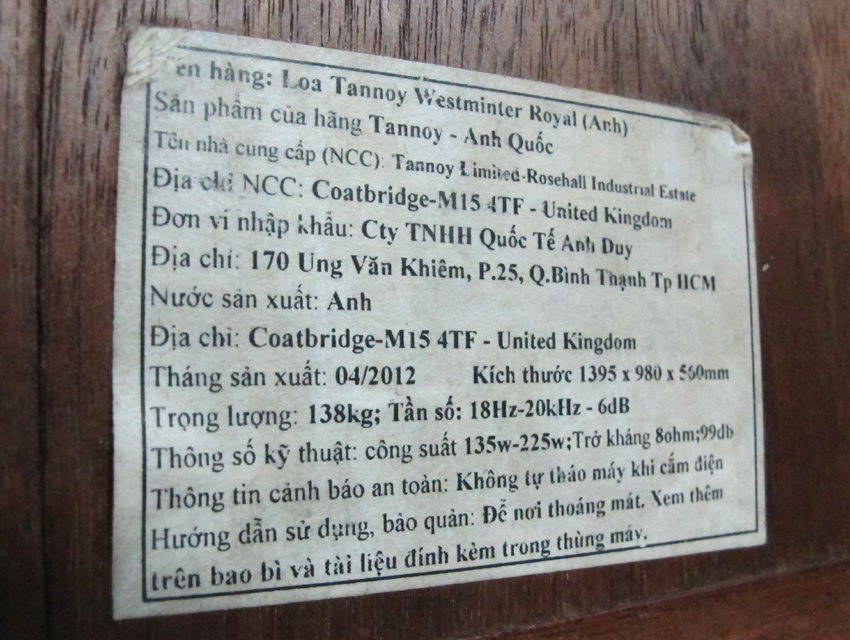 ên hàng: Loa Tannoy Westminter Royal (Anh)
Sản phẩm của hãng Tannoy - Anh Quốc
Tên nhà cung cấp (NCC): Tannoy Limited-Rosehall Industrial Estate
Địa chỉ NCC: Coatbridge-M15 4TF - United Kingdom
Đơn vị nhập khẩu: Cty TNHH Quốc Tế Anh Duy
Địa chỉ: 170 Ung Văn Khiêm, P.25, Q.Bình Thạnh Tp HCM
Nước sản xuất: Anh
Địa chỉ: Coatbridge-M15 4TF - United Kingdom
Tháng sản xuất: 04/2012 Kích thước 1395 x 980 x 560mm
Trọng lượng: 138kg; Tần số: 18Hz-20kHz - 6dB
Thông số kỹ thuật: công suất 135w-225w;Trở kháng 8ohm;99db
Thông tin cảnh báo an toàn: Không tự tháo máy khi cắm điện
Hướng dẫn sử dụng, bảo quản: Để nơi thoáng mát. Xem thêm
trên bao bì và tài liệu đính kèm trong thùng máy.